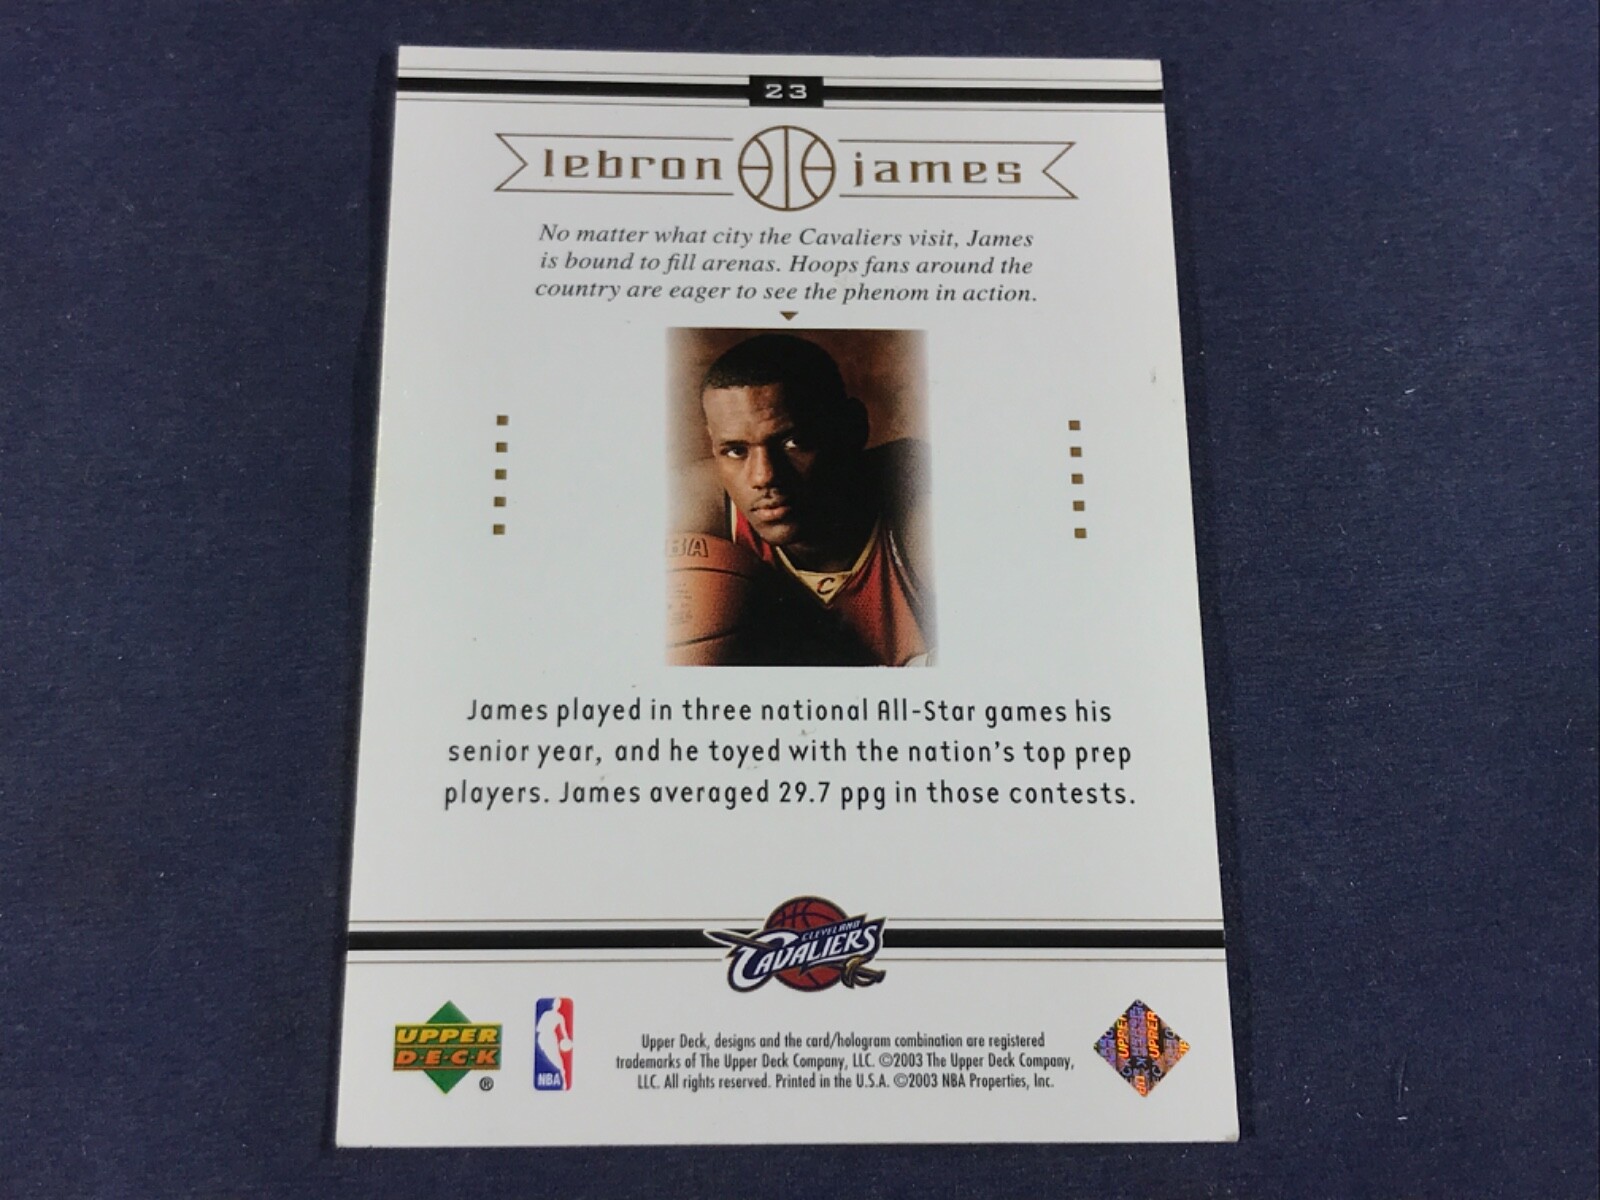 23
lebron james
No matter what city the Cavaliers visit, James
is bound to fill arenas. Hoops fans around the
country are eager to see the phenom in action.
BA
C
James played in three national All-Star games his
senior year, and he toyed with the nation's top prep
players. James averaged 29.7 ppg in those contests.
CLEVELAND
CAVALIERS
UPPER
D·E·C·K
®
NBA
Upper Deck, designs and the card/hologram combination are registered
trademarks of The Upper Deck Company, LLC. ©2003 The Upper Deck Company,
LLC. All rights reserved. Printed in the U.S.A. ©2003 NBA Properties, Inc.
UPPER
UPPER